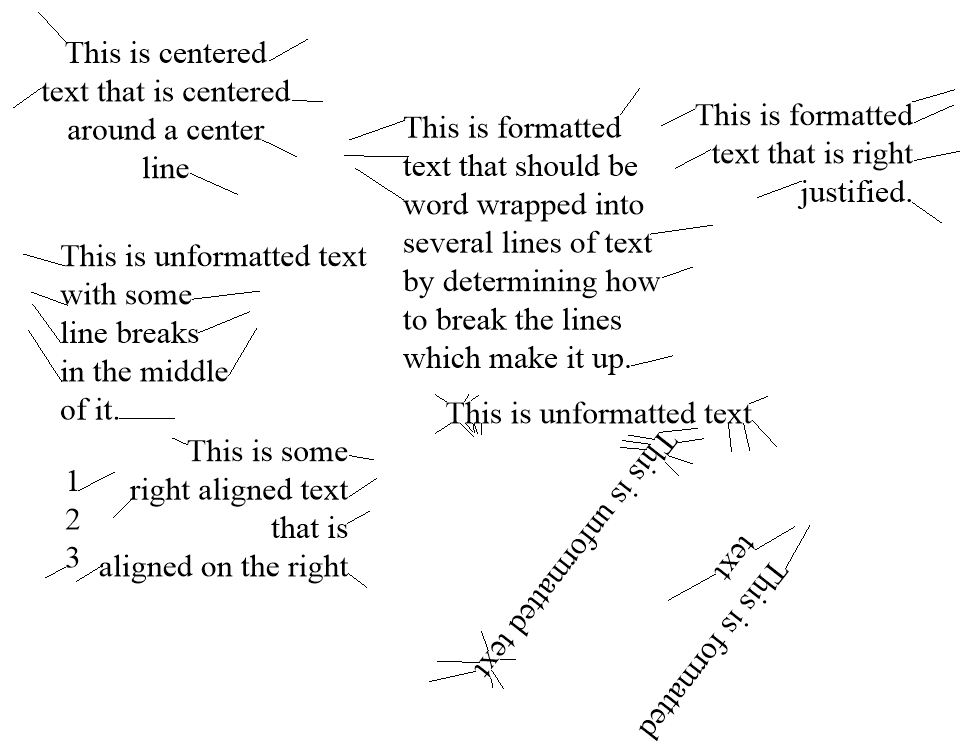 This is centered
text that is centered
around a center
line
This is formatted
text that should be
word wrapped into
several lines of text
by determining how
to break the lines
which make it up.
This is formatted
text that is right
justified.
This is unformatted text
with some
line breaks
in the middle
of it.
This is unformatted text
This is some
right aligned text
that is
aligned on the right
1
2
3
This is unformatted text
This is formatted
text